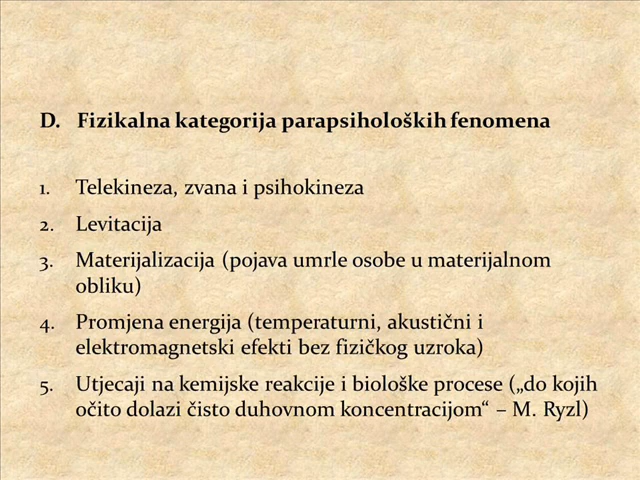 D. Fizikalna kategorija parapsiholoških fenomena
1. Telekineza, zvana i psihokineza
2. Levitacija
3. Materijalizacija (pojava umrle osobe u materijalnom
obliku)
4. Promjena energija (temperaturni, akustični i
elektromagnetski efekti bez fizičkog uzroka)
5. Utjecaji na kemijske reakcije i biološke procese („do kojih
očito dolazi čisto duhovnom koncentracijom“ – M. Ryzl)